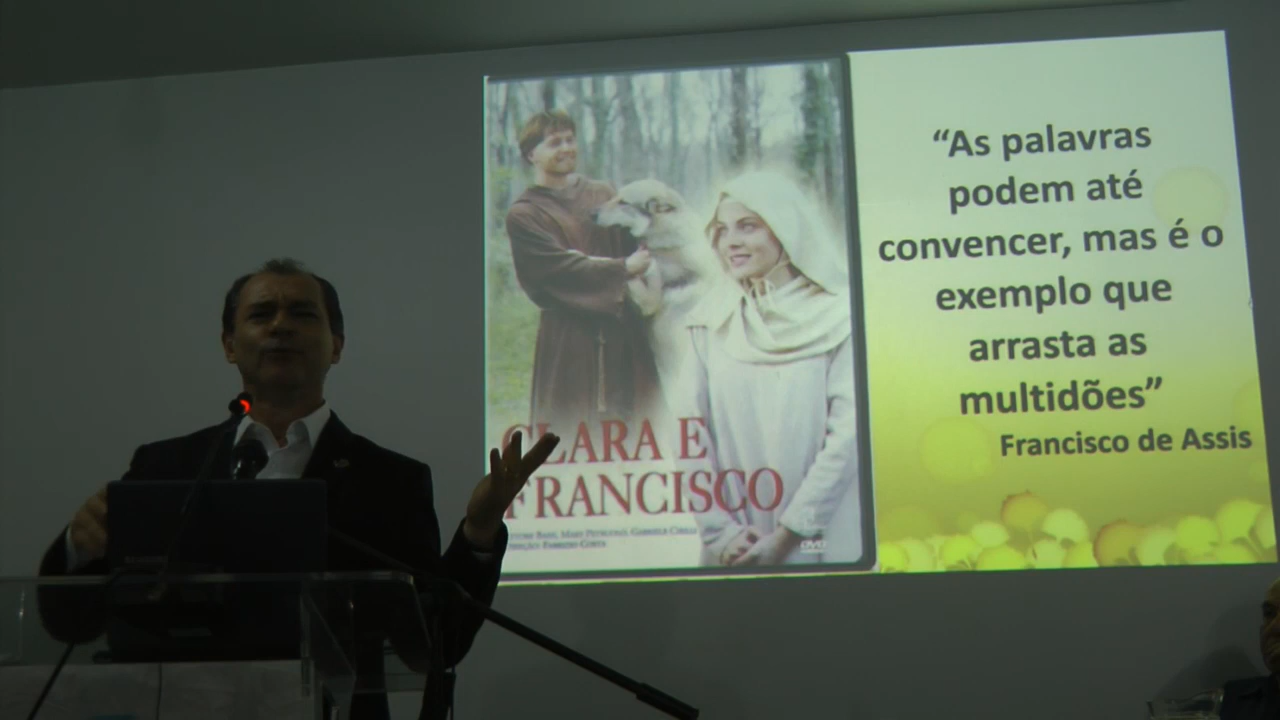 “As palavras
podem até
convencer, mas é o
exemplo que
arrasta as
multidões”
Francisco de Assis
CLARA E
FRANCISCO
DVD